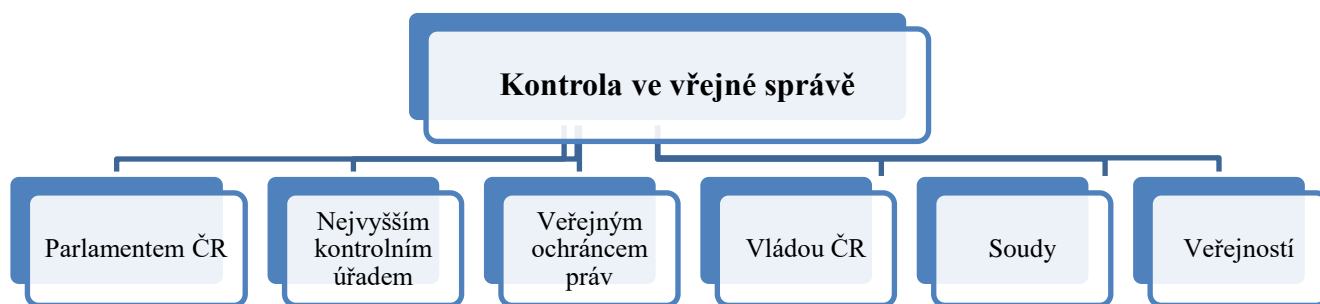 Kontrola ve vřejné správě
Parlamentem ČR
Nejvyšším
kontrolním
úřadem
Veřejným
ochráncem
práv
Vládou ČR
Soudy
Veřejností